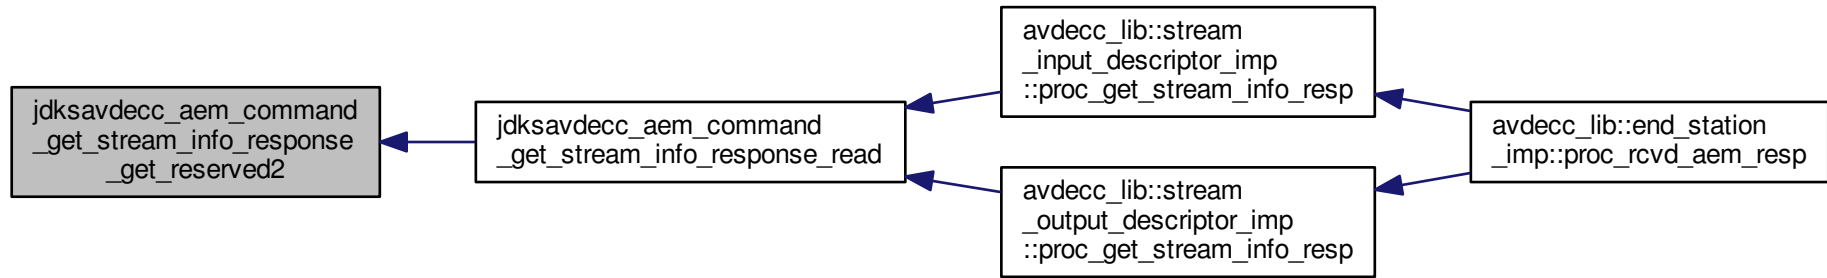 jdksavdecc_aem_command
_get_stream_info_response
_get_reserved2
jdksavdecc_aem_command
_get_stream_info_response_read
avdecc_lib::stream
_input_descriptor_imp
::proc_get_stream_info_resp
avdecc_lib::stream
_output_descriptor_imp
::proc_get_stream_info_resp
avdecc_lib::end_station
_imp::proc_rcvd_aem_resp